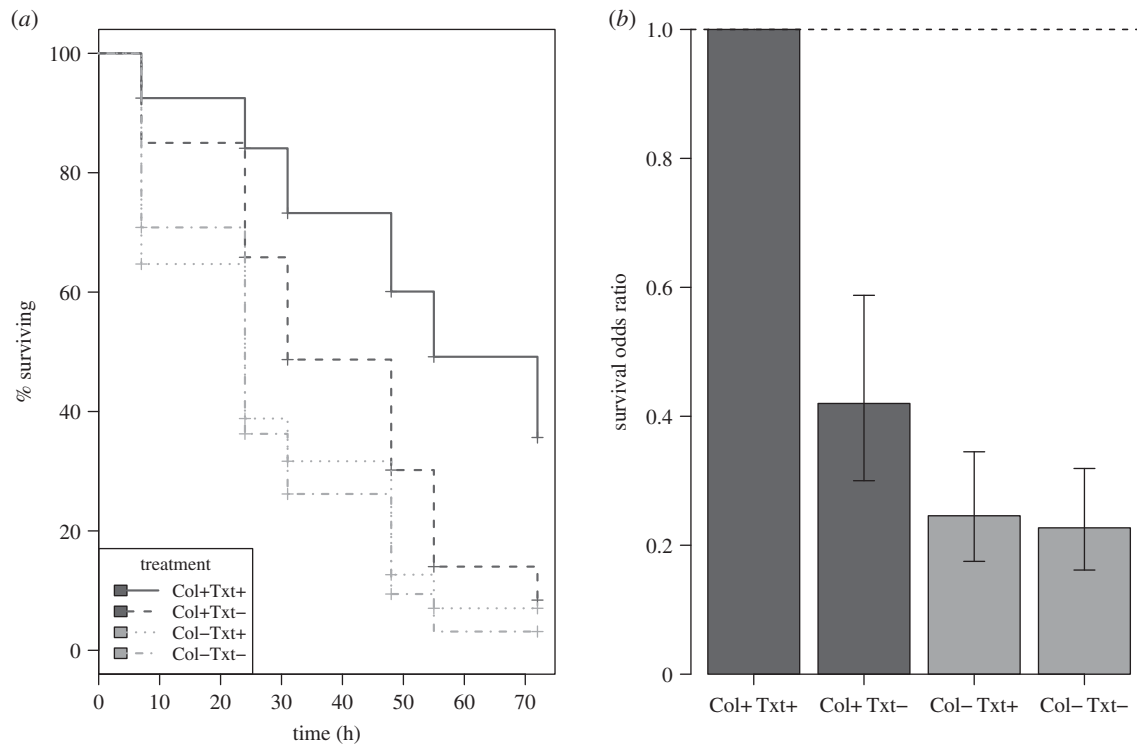 (a)
100
80
60
40
20
0
% surviving
treatment
Col+Txt+
Col+Txt−
Col−Txt+
Col−Txt−
0 10 20 30 40 50 60 70
time (h)
(b)
1.0
0.8
0.6
0.4
0.2
0
survival odds ratio
Col+Txt+ Col+Txt− Col−Txt+ Col−Txt−